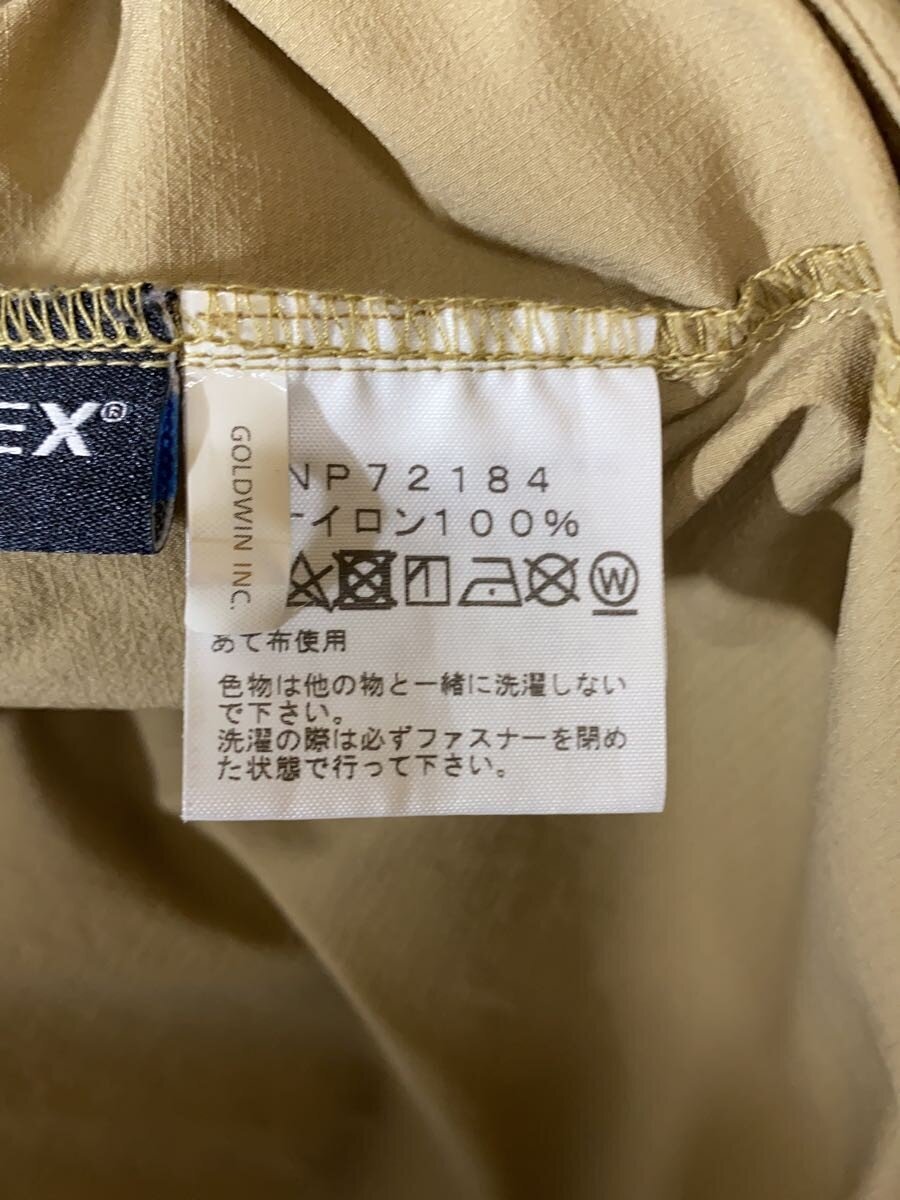 EX®
GOLDWIN INC.
NP72184
イロン100%
W
あて布使用
色物は他の物と一緒に洗濯しない
で下さい。
洗濯の際は必ずファスナーを閉め
た状態で行って下さい。